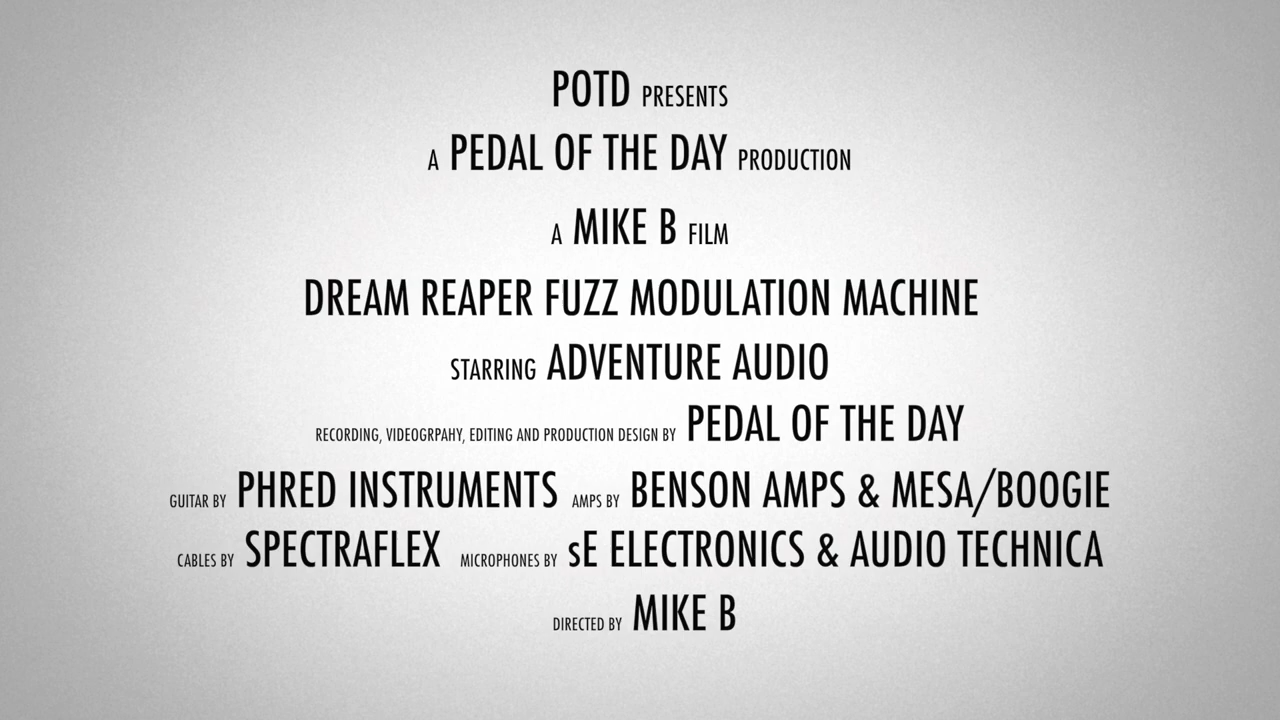 POTD PRESENTS
A PEDAL OF THE DAY PRODUCTION
A MIKE B FILM
DREAM REAPER FUZZ MODULATION MACHINE
STARRING ADVENTURE AUDIO
RECORDING, VIDEOGRPAHY, EDITING AND PRODUCTION DESIGN BY PEDAL OF THE DAY
GUITAR BY PHRED INSTRUMENTS AMPS BY BENSON AMPS & MESA/BOOGIE
CABLES BY SPECTRAFLEX MICROPHONES BY sE ELECTRONICS & AUDIO TECHNICA
DIRECTED BY MIKE B